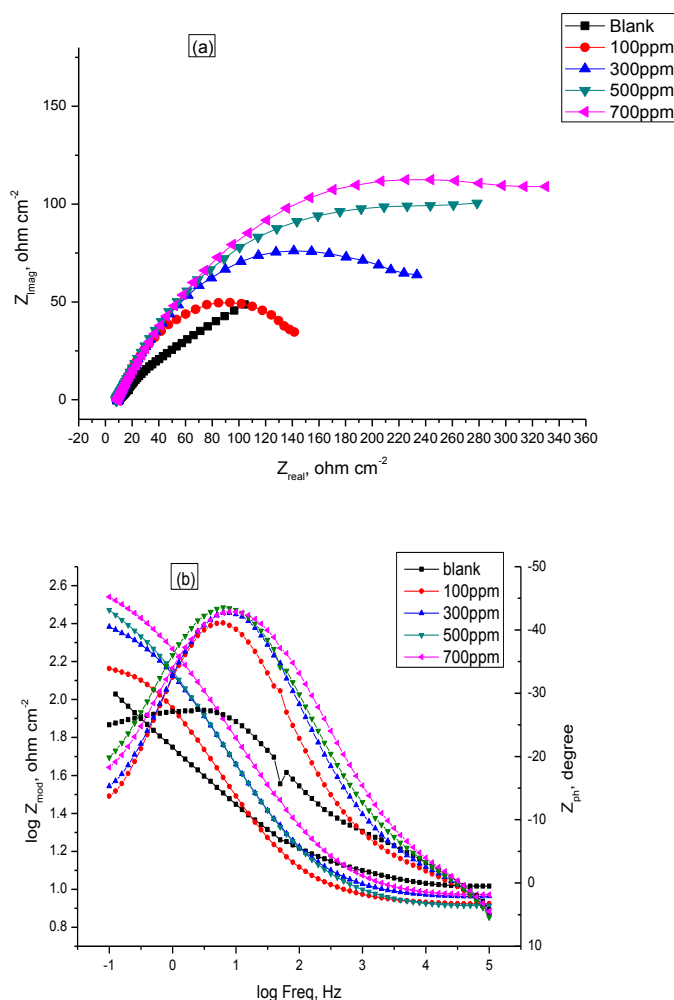 (a)
Blank
100ppm
300ppm
500ppm
700ppm
150
100
50
0
Z_Imag, ohm cm⁻²
-20 0 20 40 60 80 100 120 140 160 180 200 220 240 260 280 300 320 340 360
Z_real, ohm cm⁻²
(b)
blank
100ppm
300ppm
500ppm
700ppm
2.6
2.4
2.2
2.0
1.8
1.6
1.4
1.2
1.0
0.8
log Z_mod, ohm cm⁻²
-50
-40
-30
-20
-10
0
10
Z_ph, degree
-1 0 1 2 3 4 5
log Freq, Hz